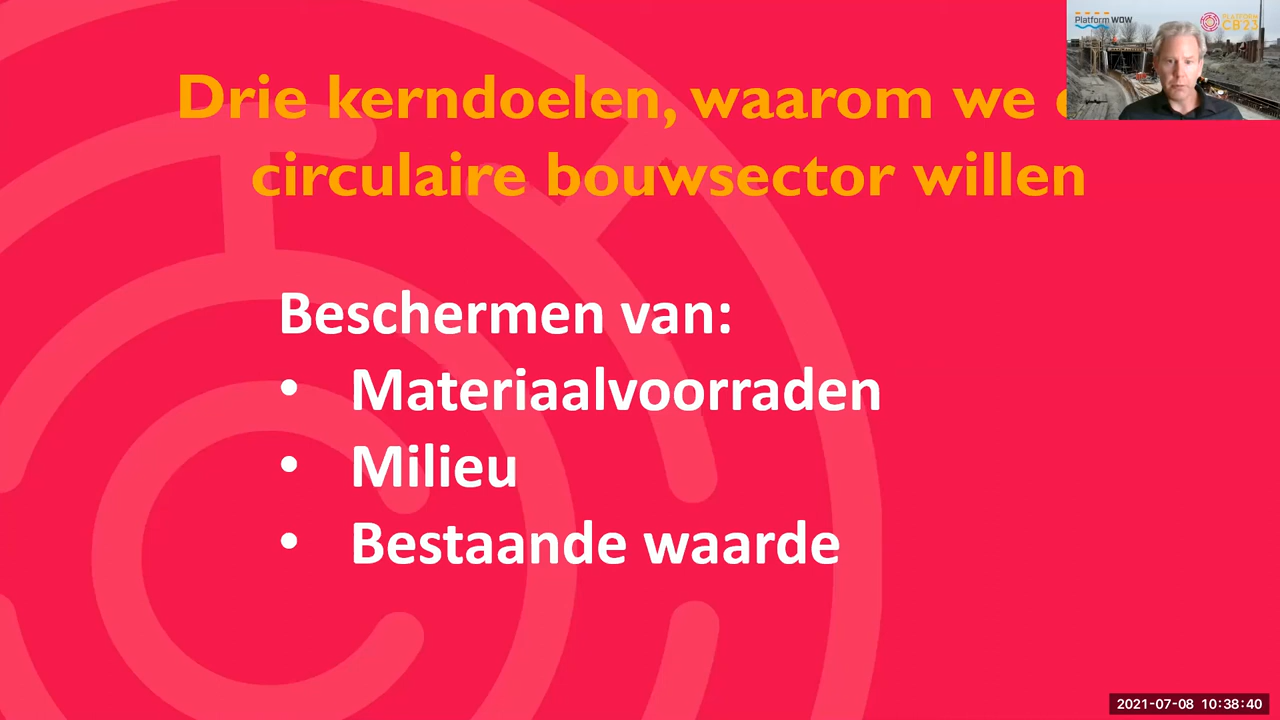 Platform WOW
PLATFORM
CB'23
Drie kerndoelen, waarom we
circulaire bouwsector willen
Beschermen van:
• Materiaalvoorraden
• Milieu
• Bestaande waarde
2021-07-08 10:38:40